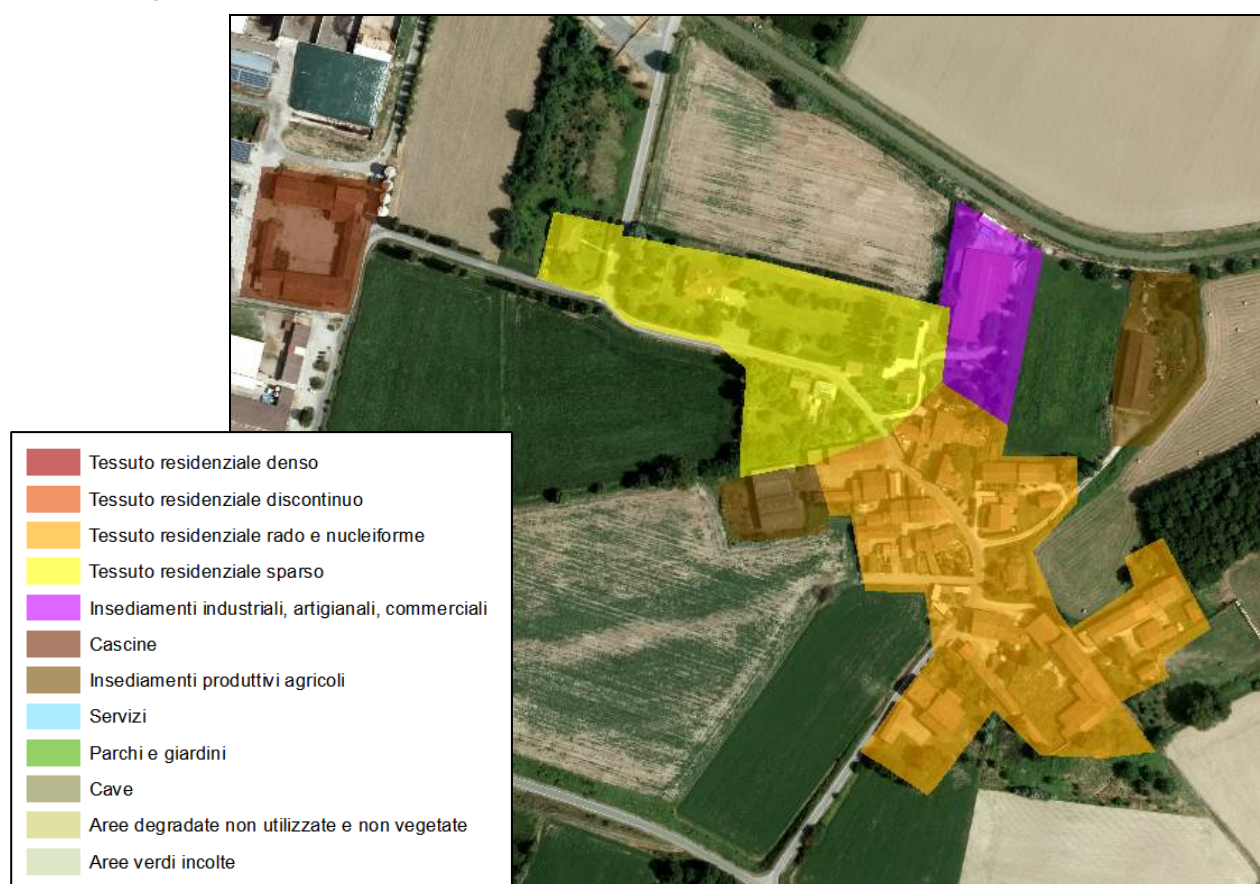 Tessuto residenziale denso
Tessuto residenziale discontinuo
Tessuto residenziale rado e nucleiforme
Tessuto residenziale sparso
Insediamenti industriali, artigianali, commerciali
Cascine
Insediamenti produttivi agricoli
Servizi
Parchi e giardini
Cave
Aree degradate non utilizzate e non vegetate
Aree verdi incolte